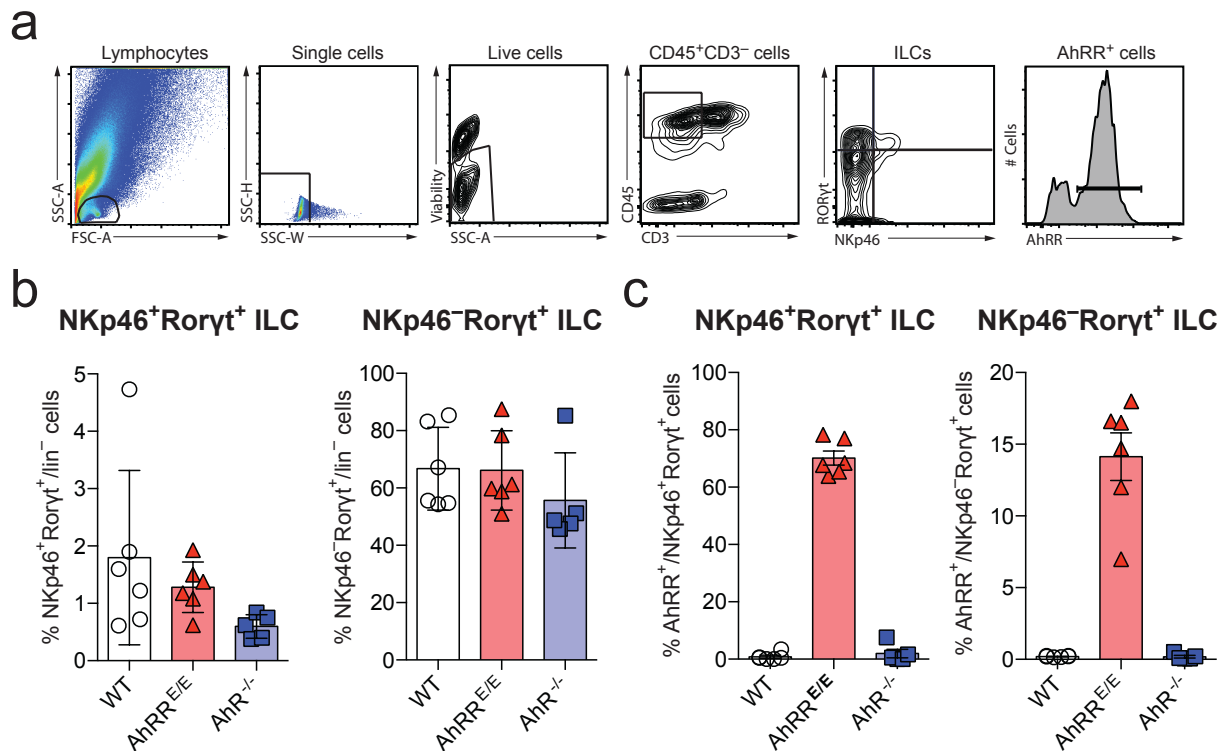 a
Lymphocytes
SSC-A
FSC-A
Single cells
SSC-H
SSC-W
Live cells
Viability
SSC-A
CD45⁺CD3⁻ cells
CD45
CD3
ILCs
RORγt
NKp46
AhRR⁺ cells
# Cells
AhRR
b
NKp46⁺Rorγt⁺ ILC
% NKp46⁺Rorγt⁺/lin⁻ cells
5
4
3
2
1
0
WT
AhRR^E/E
AhR⁻/⁻
NKp46⁻Rorγt⁺ ILC
% NKp46⁻Rorγt⁺/lin⁻ cells
100
80
60
40
20
0
WT
AhRR^E/E
AhR⁻/⁻
c
NKp46⁺Rorγt⁺ ILC
% AhRR⁺/NKp46⁺Rorγt⁺cells
100
80
60
40
20
0
WT
AhRR^E/E
AhR⁻/⁻
NKp46⁻Rorγt⁺ ILC
% AhRR⁺/NKp46⁻Rorγt⁺cells
20
15
10
5
0
WT
AhRR^E/E
AhR⁻/⁻